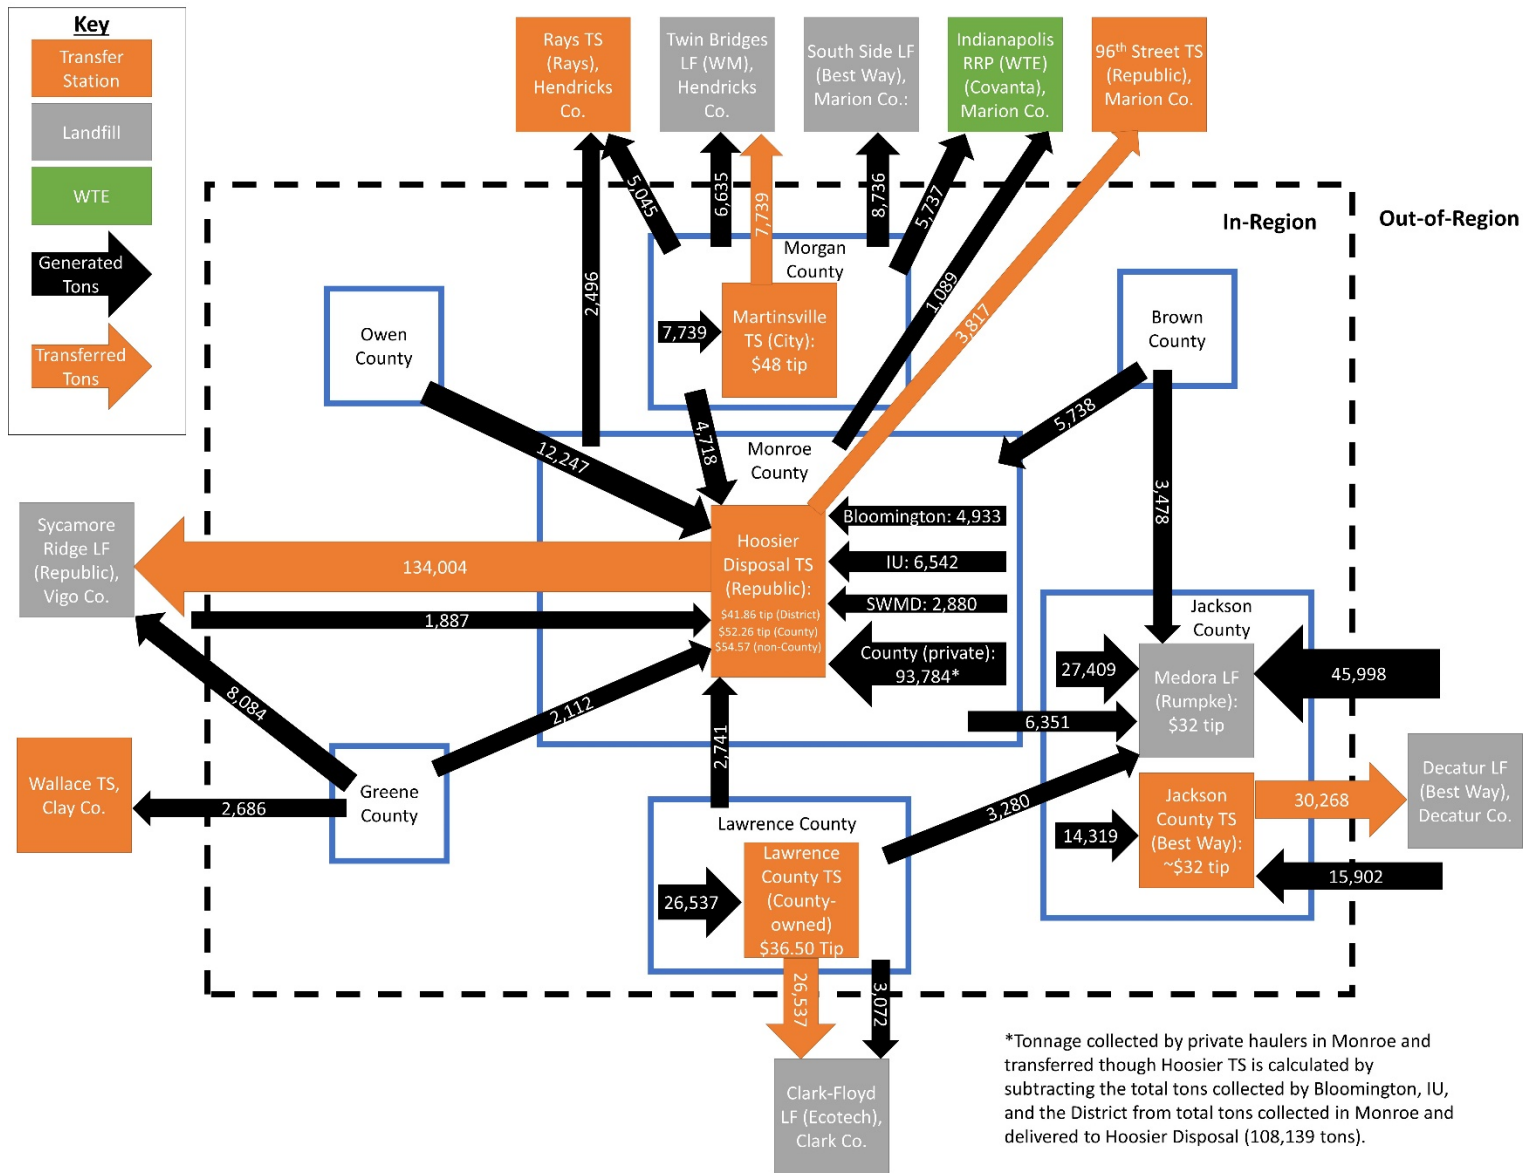 Key
Transfer
Station
Landfill
WTE
Generated
Tons
Transferred
Tons
Rays TS
(Rays),
Hendricks
Co.
Twin Bridges
LF (WM),
Hendricks
Co.
South Side LF
(Best Way),
Marion Co.:
Indianapolis
RRP (WTE)
(Covanta),
Marion Co.
96th Street TS
(Republic),
Marion Co.
In-Region
Out-of-Region
5,045
6,635
7,739
8,736
5,737
2,496
1,089
3,817
Morgan
County
7,739
Martinsville
TS (City):
$48 tip
Owen
County
Brown
County
12,247
4,718
5,738
3,478
Monroe
County
Sycamore
Ridge LF
(Republic),
Vigo Co.
134,004
1,887
Hoosier
Disposal TS
(Republic):
$41.86 tip (District)
$52.26 tip (County)
$54.57 (non-County)
Bloomington: 4,933
IU: 6,542
SWMD: 2,880
County (private):
93,784*
8,084
2,112
2,741
6,351
Jackson
County
27,409
Medora LF
(Rumpke):
$32 tip
45,998
Wallace TS,
Clay Co.
2,686
Greene
County
3,280
Lawrence County
26,537
Lawrence
County TS
(County-
owned)
$36.50 Tip
14,319
Jackson
County TS
(Best Way):
~$32 tip
30,268
15,902
Decatur LF
(Best Way),
Decatur Co.
26,537
3,072
Clark-Floyd
LF (Ecotech),
Clark Co.
*Tonnage collected by private haulers in Monroe and
transferred though Hoosier TS is calculated by
subtracting the total tons collected by Bloomington, IU,
and the District from total tons collected in Monroe and
delivered to Hoosier Disposal (108,139 tons).